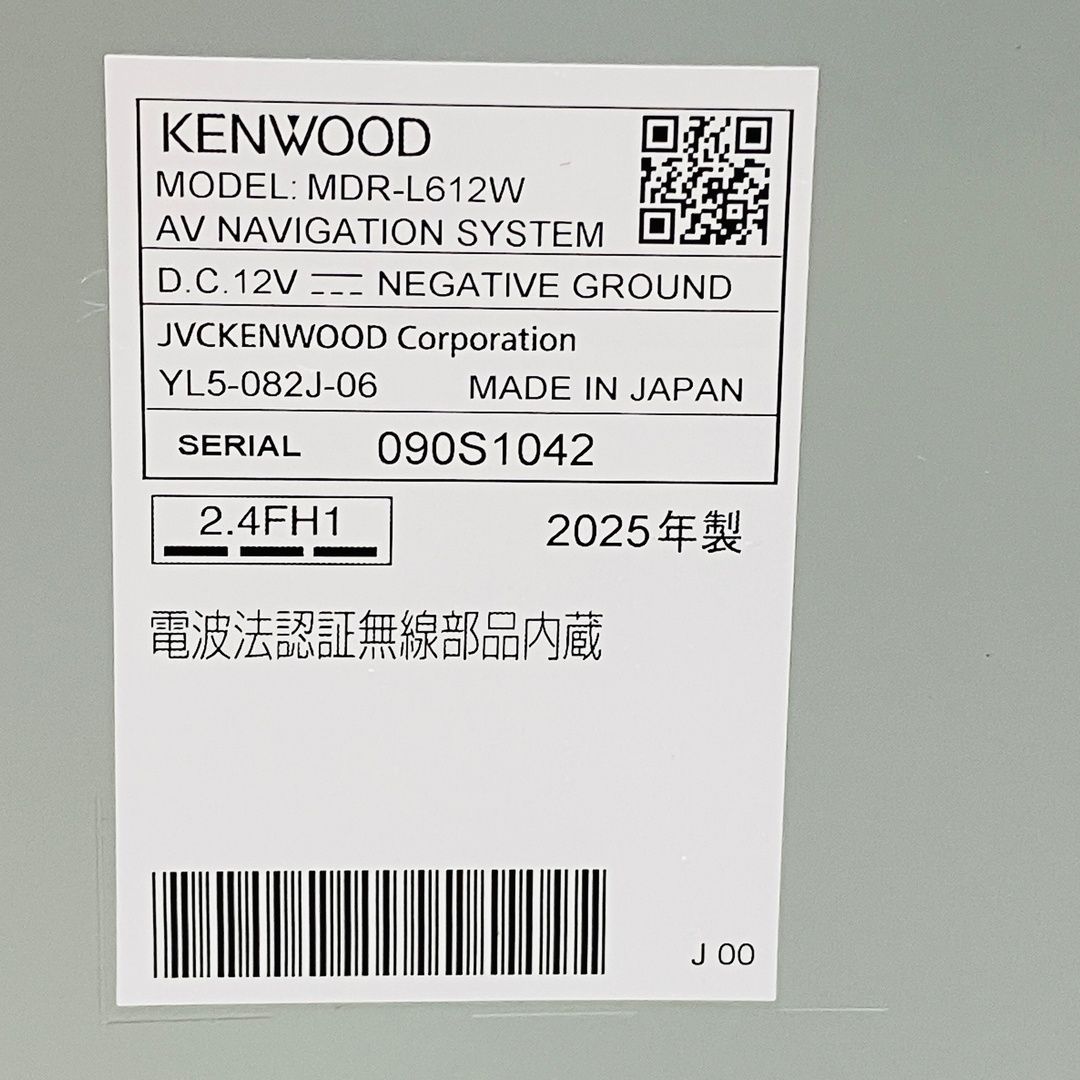 KENWOOD
MODEL: MDR-L612W
AV NAVIGATION SYSTEM
D.C.12V ⎓ NEGATIVE GROUND
JVCKENWOOD Corporation
YL5-082J-06 MADE IN JAPAN
SERIAL 090S1042
2.4FH1 2025年製
電波法認証無線部品内蔵
J 00